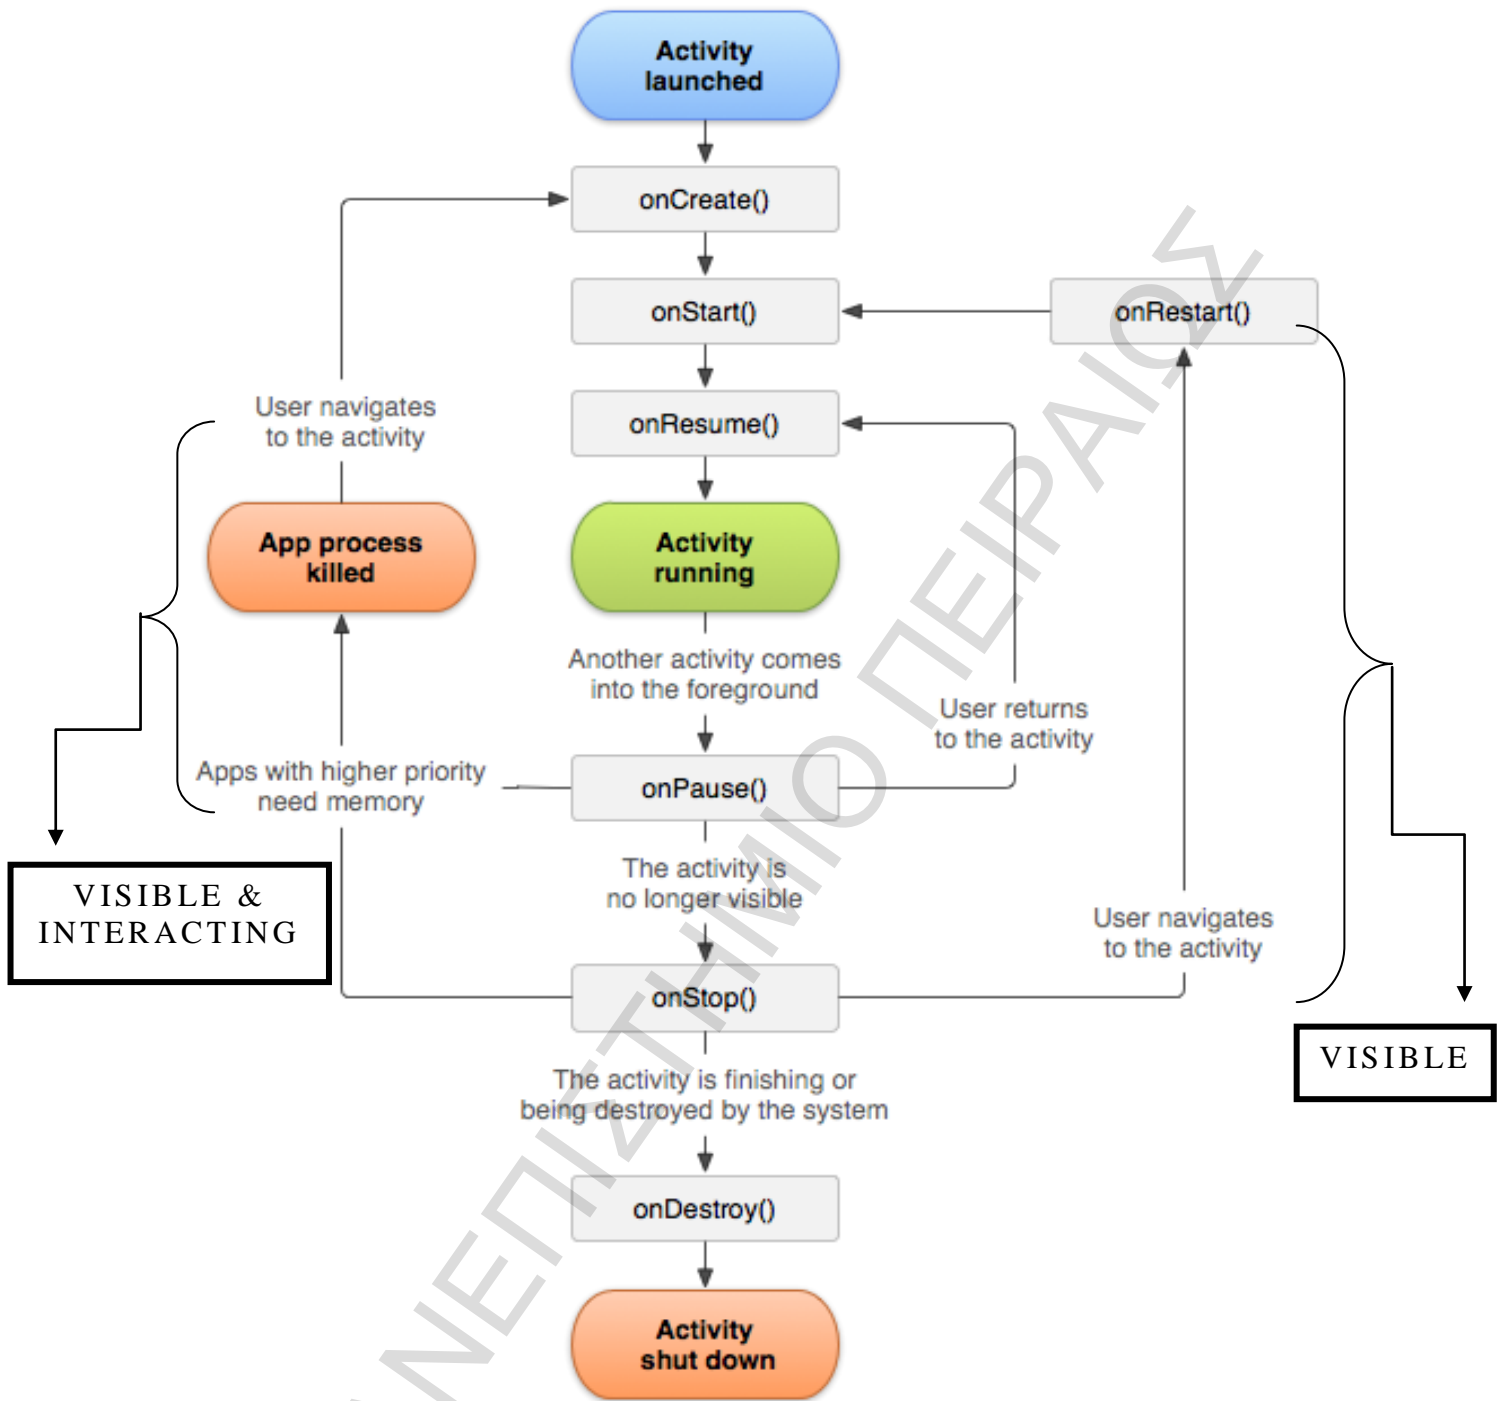 Activity
launched
onCreate()
onStart()
onRestart()
User navigates
to the activity
onResume()
App process
killed
Activity
running
Another activity comes
into the foreground
User returns
to the activity
Apps with higher priority
need memory
onPause()
The activity is
no longer visible
VISIBLE &
INTERACTING
User navigates
to the activity
onStop()
VISIBLE
The activity is finishing or
being destroyed by the system
onDestroy()
Activity
shut down
ΝΕΠΙΣΤΗΜΙΟ ΠΕΙΡΑΙΩΣ